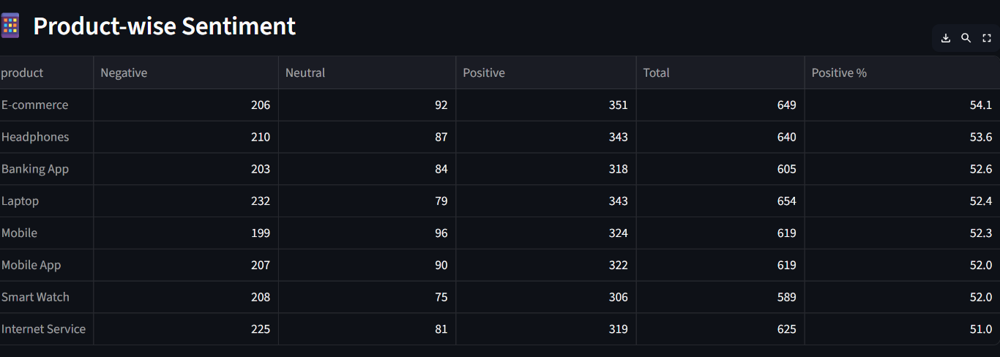 Product-wise Sentiment
product Negative Neutral Positive Total Positive %
E-commerce 206 92 351 649 54.1
Headphones 210 87 343 640 53.6
Banking App 203 84 318 605 52.6
Laptop 232 79 343 654 52.4
Mobile 199 96 324 619 52.3
Mobile App 207 90 322 619 52.0
Smart Watch 208 75 306 589 52.0
Internet Service 225 81 319 625 51.0